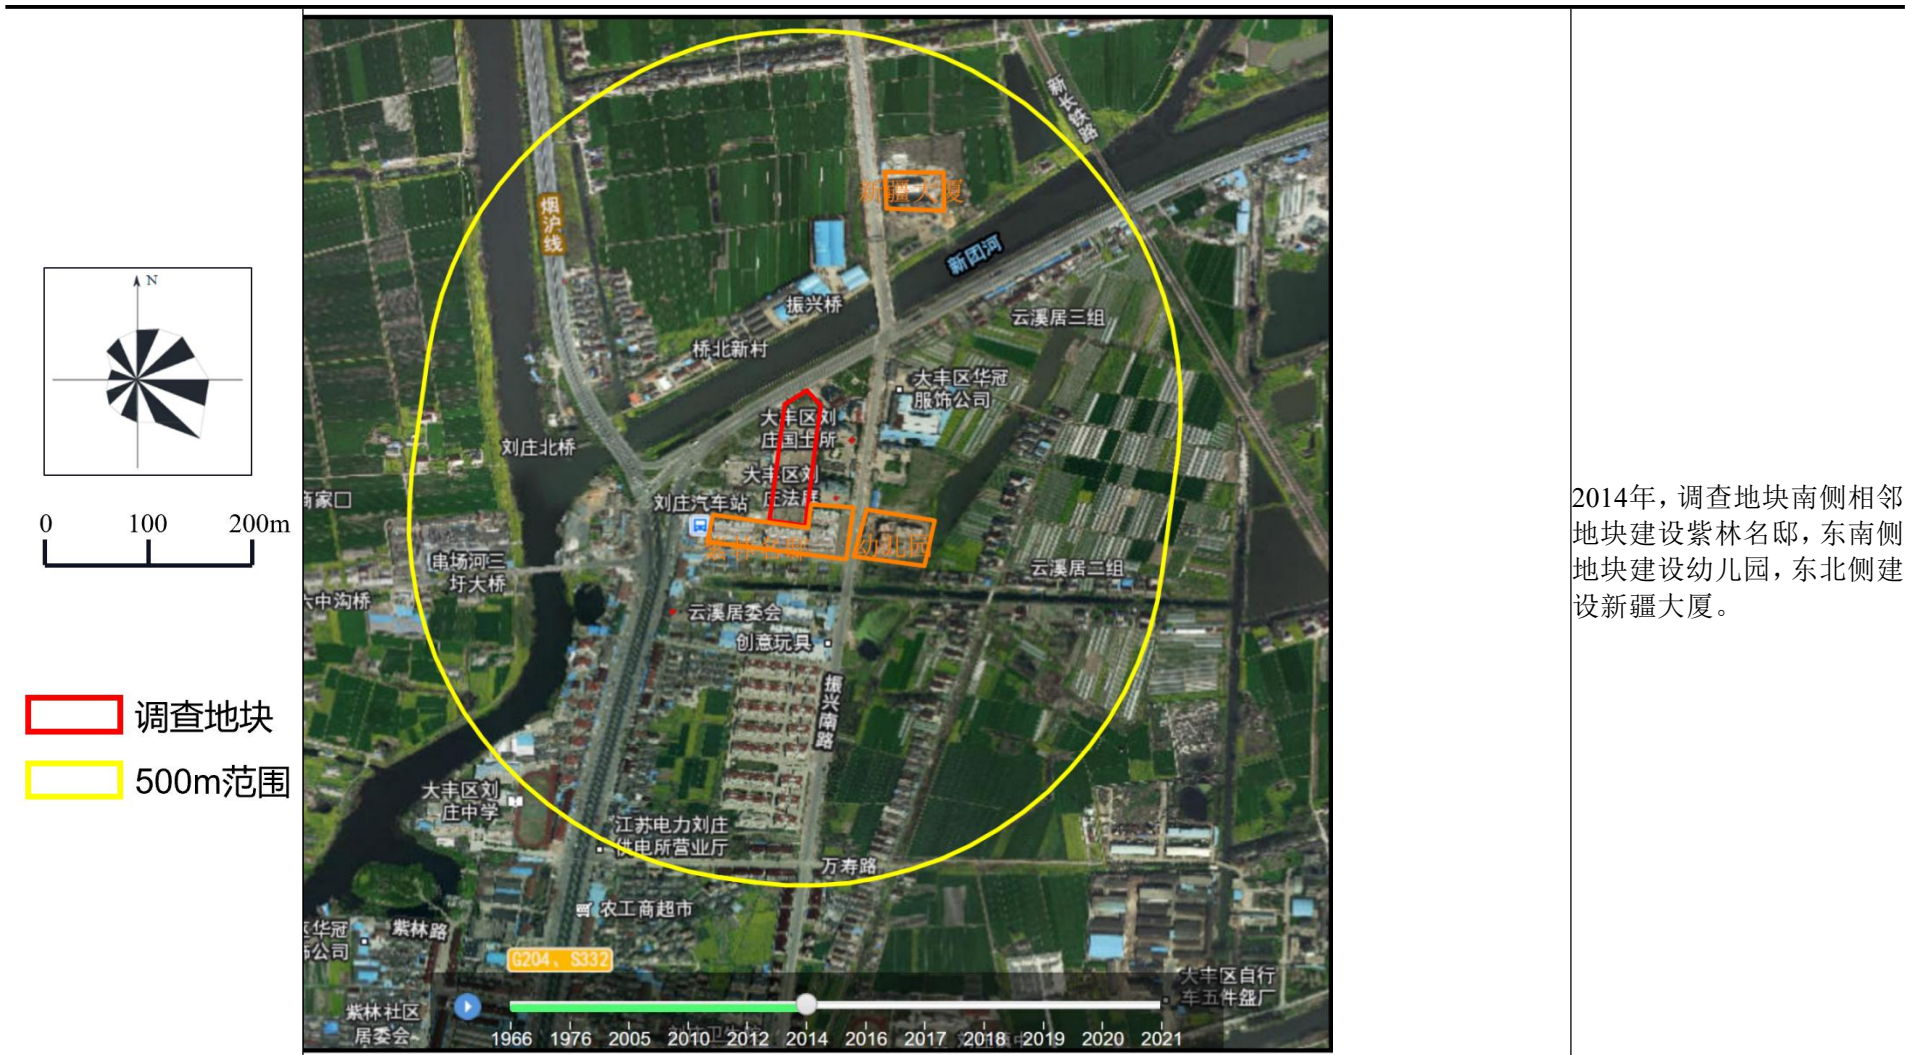 N
0 100 200m
调查地块
500m范围
新长铁路
烟沪线
新疆大厦
新团河
振兴桥
云溪居三组
桥北新村
大丰区华冠
服饰公司
大丰区刘
庄国土所
刘庄北桥
大丰区刘
庄法庭
刘庄汽车站
商家口
紫林名邸
幼儿园
串场河三
圩大桥
云溪居二组
六中沟桥
云溪居委会
创意玩具
振兴南路
大丰区刘
庄中学
江苏电力刘庄
供电所营业厅
万寿路
农工商超市
区华冠
饰公司
紫林路
G204、S332
大丰区自行
车五件盔厂
紫林社区
居委会
1966 1976 2005 2010 2012 2014 2016 2017 2018 2019 2020 2021
2014年，调查地块南侧相邻
地块建设紫林名邸，东南侧
地块建设幼儿园，东北侧建
设新疆大厦。